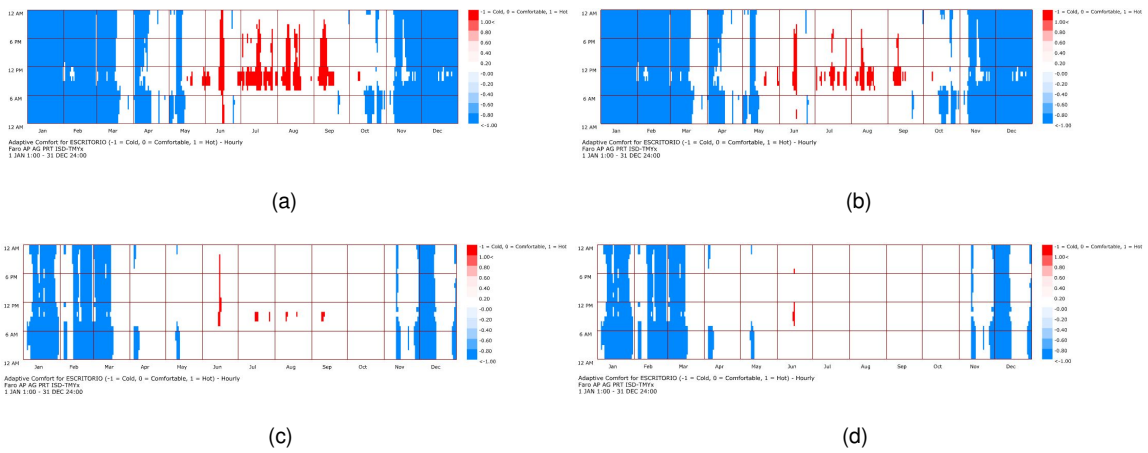 12 AM
6 PM
12 PM
6 AM
12 AM
Jan Feb Mar Apr May Jun Jul Aug Sep Oct Nov Dec
-1 = Cold, 0 = Comfortable, 1 = Hot
1.00<
0.80
0.60
0.40
0.20
-0.00
-0.20
-0.40
-0.60
-0.80
<-1.00
Adaptive Comfort for ESCRITORIO (-1 = Cold, 0 = Comfortable, 1 = Hot) - Hourly
Faro AP AG PRT ISD-TMYx
1 JAN 1:00 - 31 DEC 24:00
(a)
12 AM
6 PM
12 PM
6 AM
12 AM
Jan Feb Mar Apr May Jun Jul Aug Sep Oct Nov Dec
-1 = Cold, 0 = Comfortable, 1 = Hot
1.00<
0.80
0.60
0.40
0.20
-0.00
-0.20
-0.40
-0.60
-0.80
<-1.00
Adaptive Comfort for ESCRITORIO (-1 = Cold, 0 = Comfortable, 1 = Hot) - Hourly
Faro AP AG PRT ISD-TMYx
1 JAN 1:00 - 31 DEC 24:00
(b)
12 AM
6 PM
12 PM
6 AM
12 AM
Jan Feb Mar Apr May Jun Jul Aug Sep Oct Nov Dec
-1 = Cold, 0 = Comfortable, 1 = Hot
1.00<
0.80
0.60
0.40
0.20
-0.00
-0.20
-0.40
-0.60
-0.80
<-1.00
Adaptive Comfort for ESCRITORIO (-1 = Cold, 0 = Comfortable, 1 = Hot) - Hourly
Faro AP AG PRT ISD-TMYx
1 JAN 1:00 - 31 DEC 24:00
(c)
12 AM
6 PM
12 PM
6 AM
12 AM
Jan Feb Mar Apr May Jun Jul Aug Sep Oct Nov Dec
-1 = Cold, 0 = Comfortable, 1 = Hot
1.00<
0.80
0.60
0.40
0.20
-0.00
-0.20
-0.40
-0.60
-0.80
<-1.00
Adaptive Comfort for ESCRITORIO (-1 = Cold, 0 = Comfortable, 1 = Hot) - Hourly
Faro AP AG PRT ISD-TMYx
1 JAN 1:00 - 31 DEC 24:00
(d)